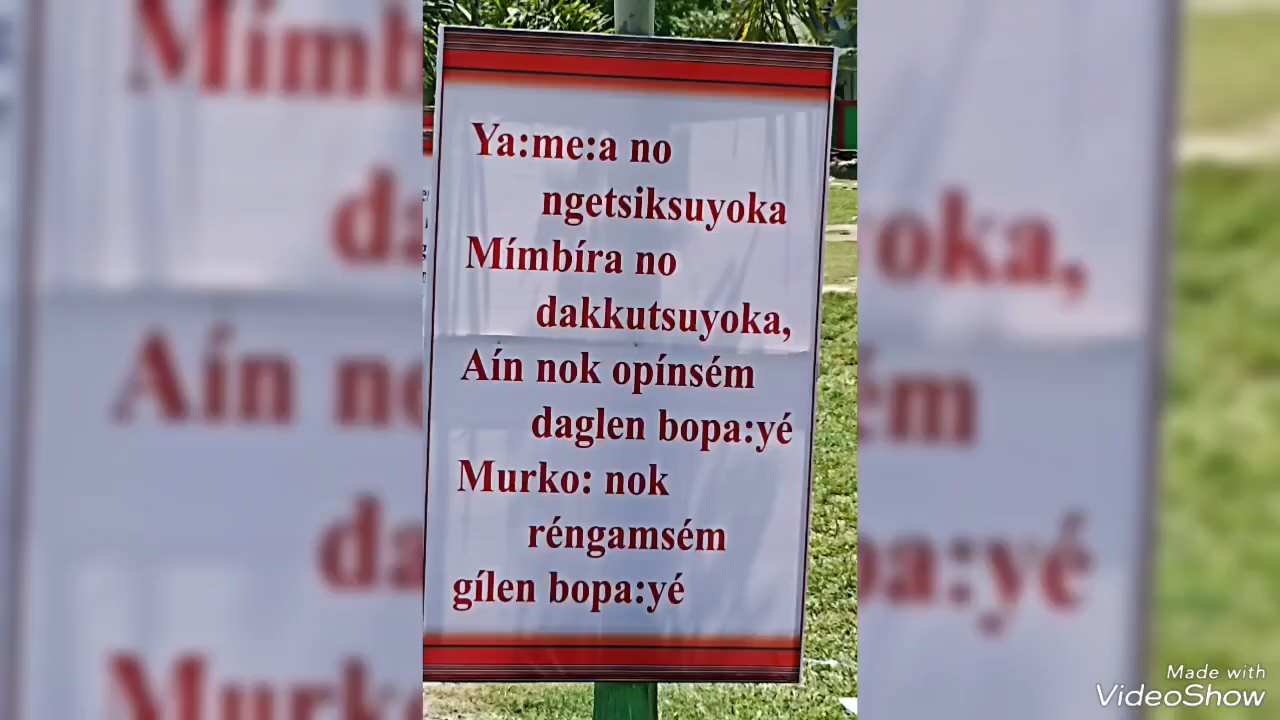 Ya:me:a no
ngetsiksuyoka
Mímbíra no
dakkutsuyoka,
Aín nok opínsém
daglen bopa:yé
Murko: nok
réngamsém
gílen bopa:yé
Made with
VideoShow